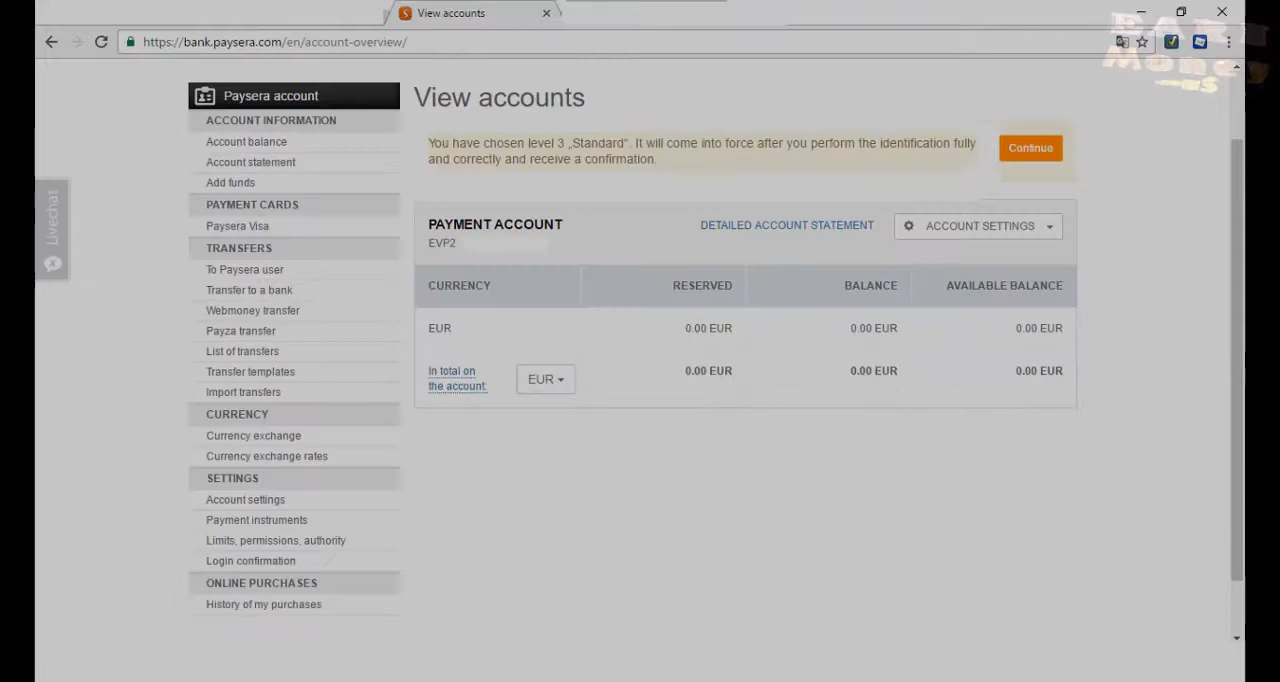 View accounts
https://bank.paysera.com/en/account-overview/
EARN
Money
Paysera account
ACCOUNT INFORMATION
Account balance
Account statement
Add funds
PAYMENT CARDS
Paysera Visa
TRANSFERS
To Paysera user
Transfer to a bank
Webmoney transfer
Payza transfer
List of transfers
Transfer templates
Import transfers
CURRENCY
Currency exchange
Currency exchange rates
SETTINGS
Account settings
Payment instruments
Limits, permissions, authority
Login confirmation
ONLINE PURCHASES
History of my purchases
Livechat
View accounts
You have chosen level 3 „Standard“. It will come into force after you perform the identification fully
and correctly and receive a confirmation.
Continue
PAYMENT ACCOUNT
EVP2
DETAILED ACCOUNT STATEMENT
ACCOUNT SETTINGS
CURRENCY RESERVED BALANCE AVAILABLE BALANCE
EUR 0.00 EUR 0.00 EUR 0.00 EUR
In total on
the account: EUR 0.00 EUR 0.00 EUR 0.00 EUR